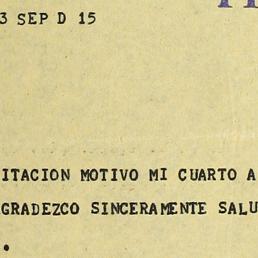 3 SEP D 15
ITACION MOTIVO MI CUARTO A
GRADEZCO SINCERAMENTE SALU
.